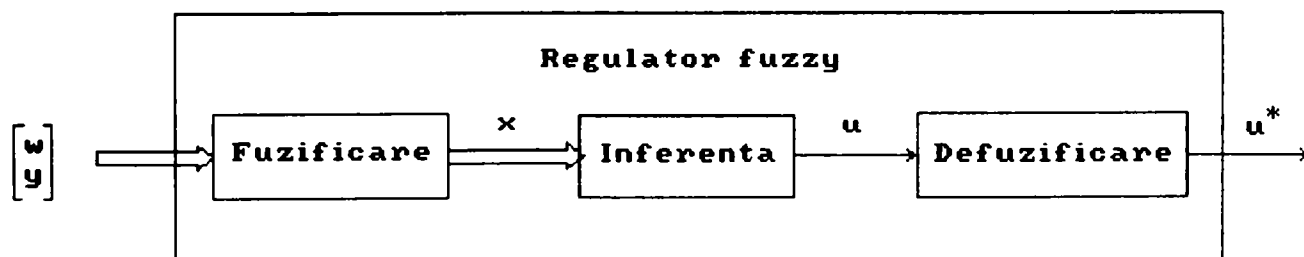 Regulator fuzzy
w
y
Fuzificare
x
Inferenta
u
Defuzificare
u*